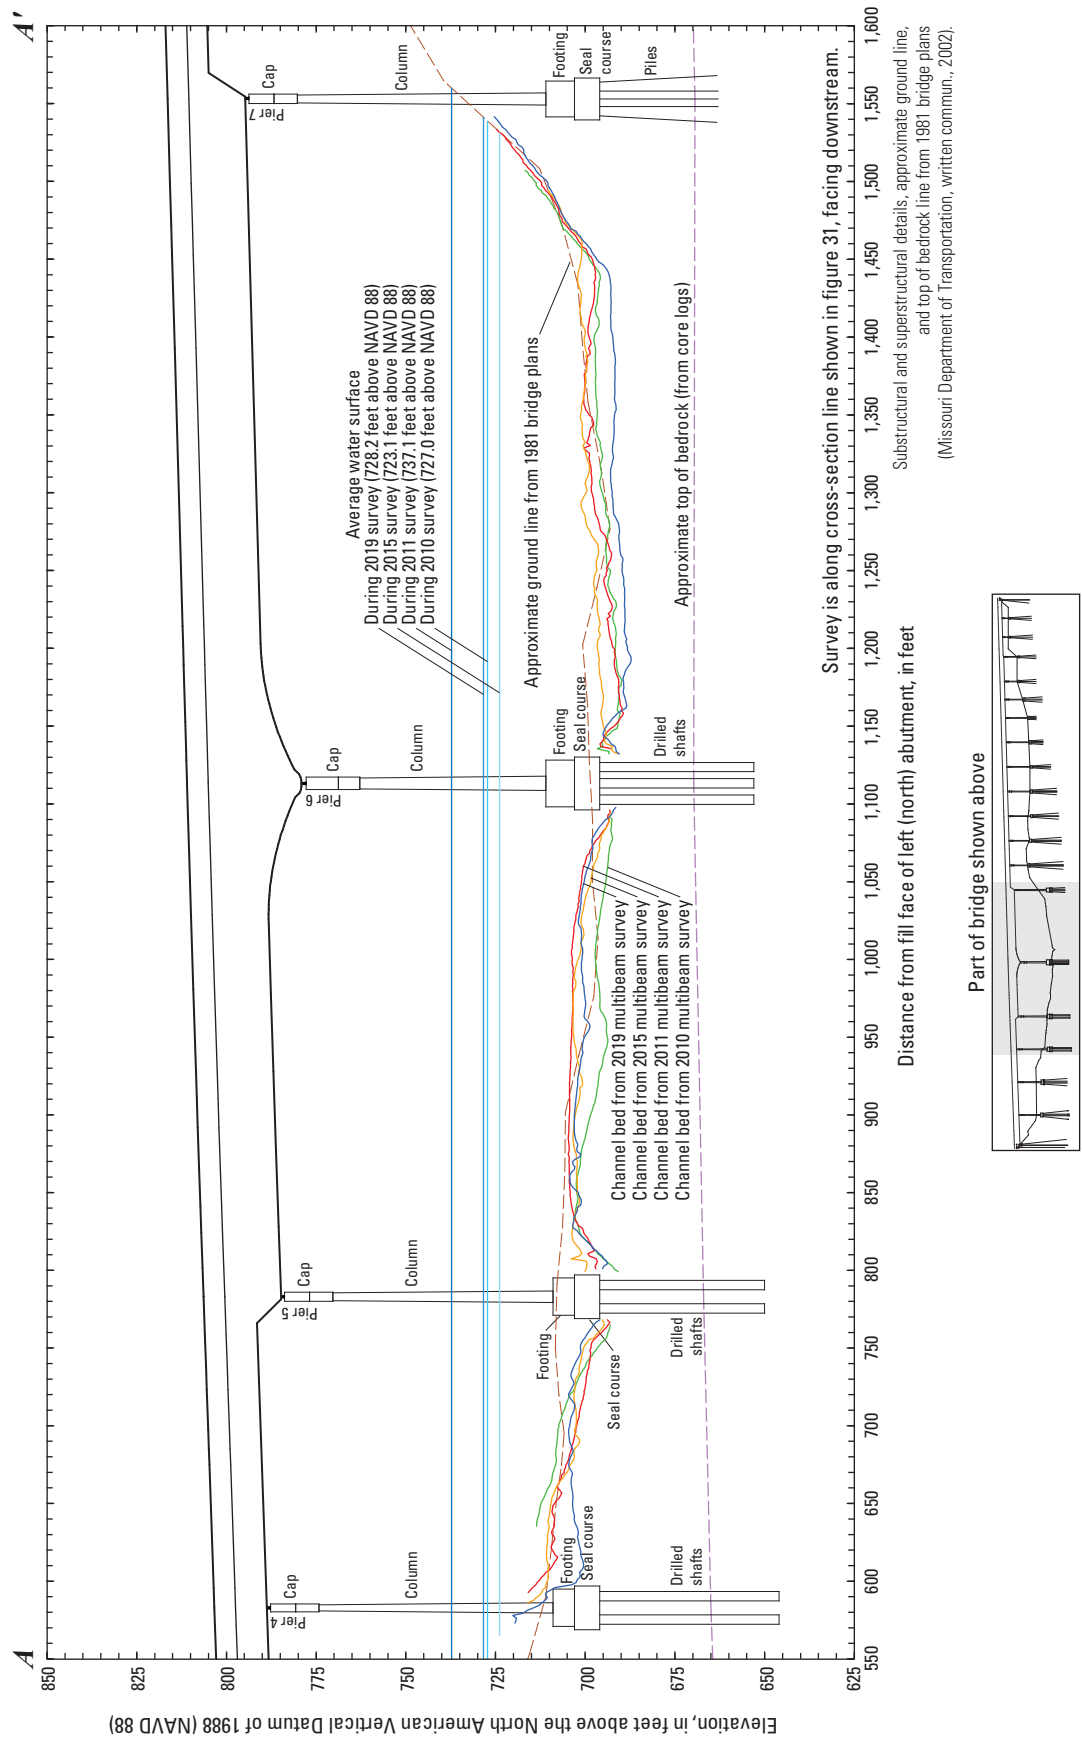 A
A'
Elevation, in feet above the North American Vertical Datum of 1988 (NAVD 88)
850
825
800
775
750
725
700
675
650
625
Pier 4
Cap
Column
Footing
Seal course
Drilled
shafts
Pier 5
Cap
Column
Footing
Seal course
Drilled
shafts
Pier 6
Cap
Column
Footing
Seal course
Drilled
shafts
Pier 7
Cap
Column
Footing
Seal
course
Piles
Average water surface
During 2019 survey (728.2 feet above NAVD 88)
During 2015 survey (723.1 feet above NAVD 88)
During 2011 survey (737.1 feet above NAVD 88)
During 2010 survey (727.0 feet above NAVD 88)
Approximate ground line from 1981 bridge plans
Channel bed from 2019 multibeam survey
Channel bed from 2015 multibeam survey
Channel bed from 2011 multibeam survey
Channel bed from 2010 multibeam survey
Approximate top of bedrock (from core logs)
Survey is along cross-section line shown in figure 31, facing downstream.
550
600
650
700
750
800
850
900
950
1,000
1,050
1,100
1,150
1,200
1,250
1,300
1,350
1,400
1,450
1,500
1,550
1,600
Distance from fill face of left (north) abutment, in feet
Substructural and superstructural details, approximate ground line,
and top of bedrock line from 1981 bridge plans
(Missouri Department of Transportation, written commun., 2002).
Part of bridge shown above